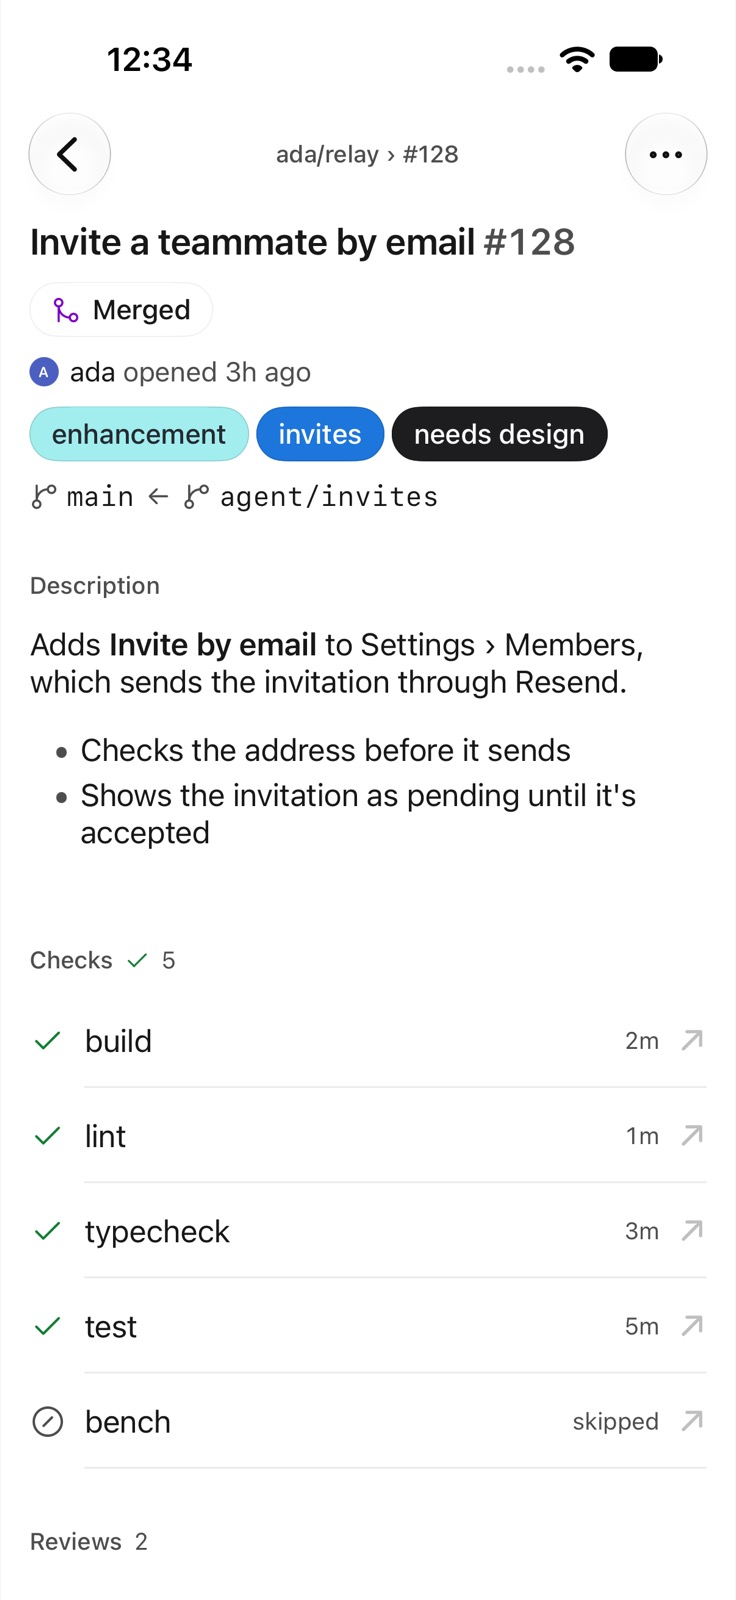 12:34
ada/relay › #128
Invite a teammate by email #128
Merged
A ada opened 3h ago
enhancement invites needs design
main ← agent/invites
Description
Adds Invite by email to Settings › Members,
which sends the invitation through Resend.
• Checks the address before it sends
• Shows the invitation as pending until it's
accepted
Checks ✓ 5
build 2m
lint 1m
typecheck 3m
test 5m
bench skipped
Reviews 2